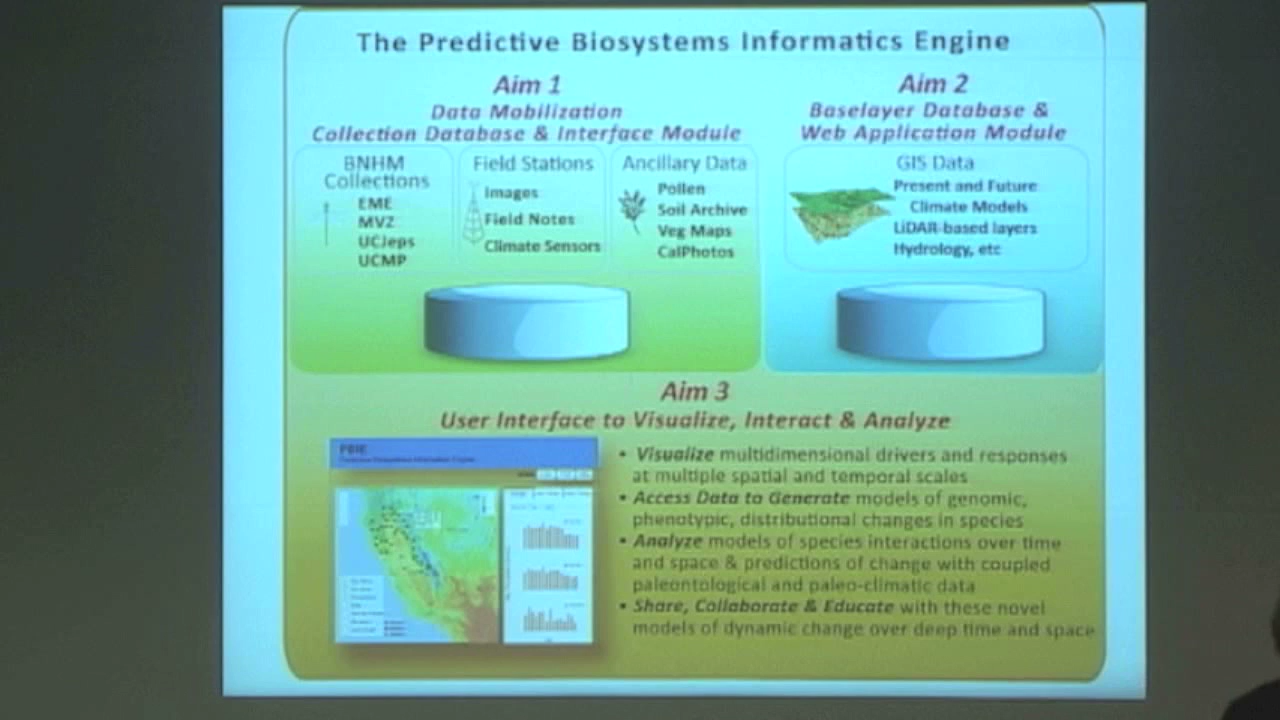 The Predictive Biosystems Informatics Engine
Aim 1
Data Mobilization
Collection Database & Interface Module
BNHM
Collections
EME
MVZ
UCJeps
UCMP
Field Stations
Images
Field Notes
Climate Sensors
Ancillary Data
Pollen
Soil Archive
Veg Maps
CalPhotos
Aim 2
Baselayer Database &
Web Application Module
GIS Data
Present and Future
Climate Models
LiDAR-based layers
Hydrology, etc
Aim 3
User Interface to Visualize, Interact & Analyze
PBIE
• Visualize multidimensional drivers and responses
at multiple spatial and temporal scales
• Access Data to Generate models of genomic,
phenotypic, distributional changes in species
• Analyze models of species interactions over time
and space & predictions of change with coupled
paleontological and paleo-climatic data
• Share, Collaborate & Educate with these novel
models of dynamic change over deep time and space